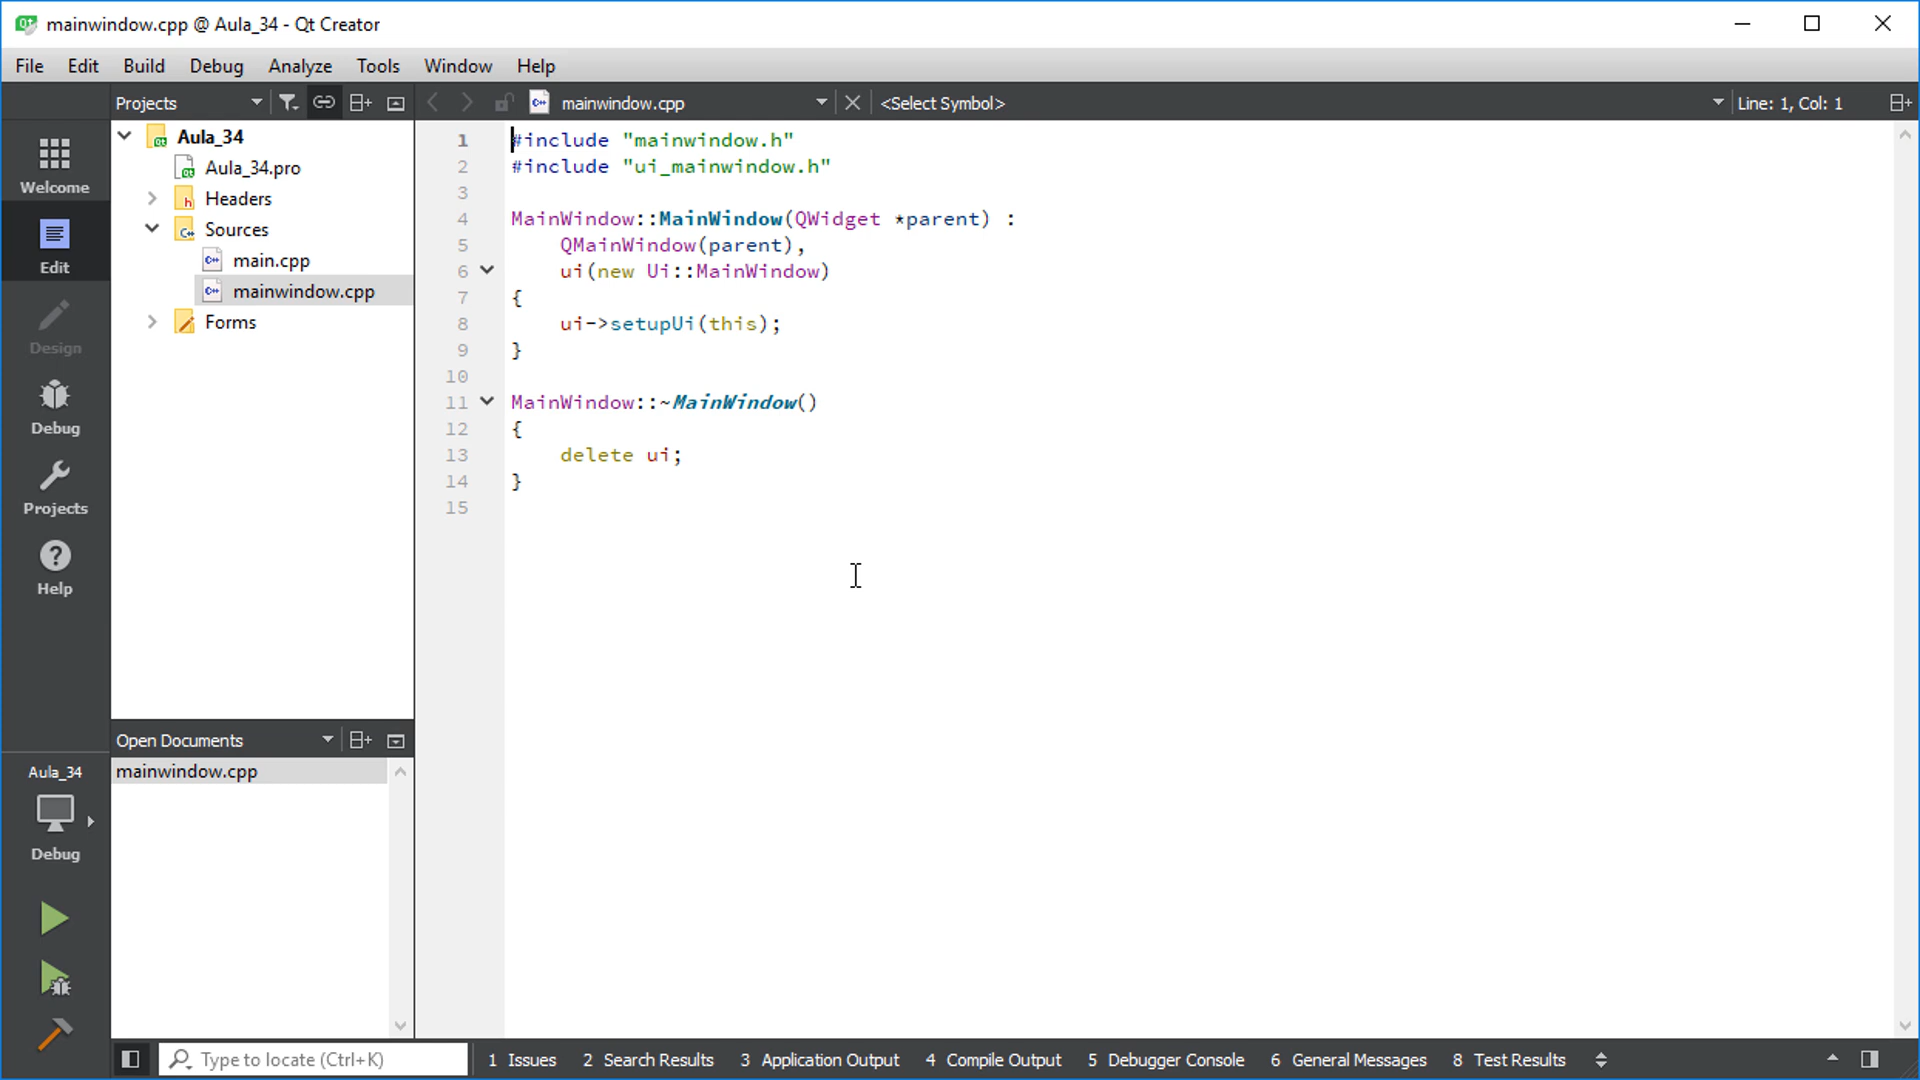 mainwindow.cpp @ Aula_34 - Qt Creator
File Edit Build Debug Analyze Tools Window Help
Projects
mainwindow.cpp
<Select Symbol>
Line: 1, Col: 1
Welcome
Edit
Design
Debug
Projects
Help
Aula_34
Aula_34.pro
Headers
Sources
main.cpp
mainwindow.cpp
Forms
1 #include "mainwindow.h"
2 #include "ui_mainwindow.h"
3
4 MainWindow::MainWindow(QWidget *parent) :
5     QMainWindow(parent),
6     ui(new Ui::MainWindow)
7 {
8     ui->setupUi(this);
9 }
10
11 MainWindow::~MainWindow()
12 {
13     delete ui;
14 }
15
Open Documents
mainwindow.cpp
Aula_34
Debug
Type to locate (Ctrl+K)
1 Issues 2 Search Results 3 Application Output 4 Compile Output 5 Debugger Console 6 General Messages 8 Test Results